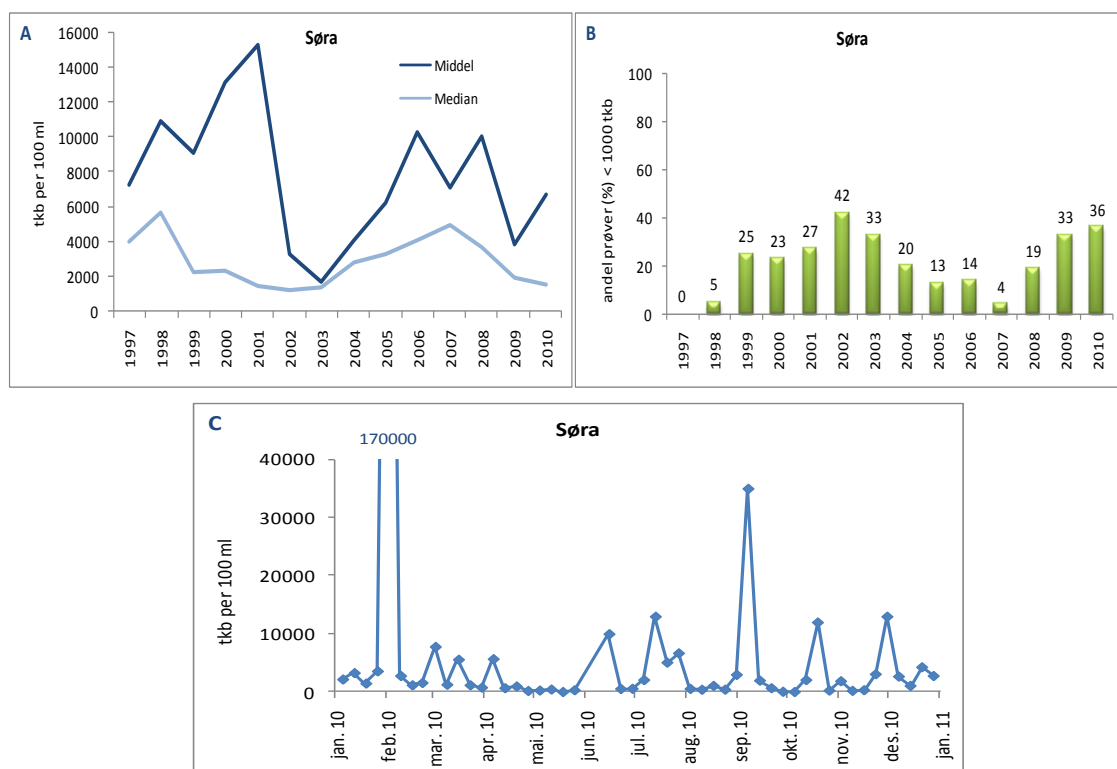 A
Søra
16000
14000
12000
10000
8000
6000
4000
2000
0
tkb per 100 ml
Middel
Median
1997
1998
1999
2000
2001
2002
2003
2004
2005
2006
2007
2008
2009
2010
B
Søra
100
80
60
40
20
0
andel prøver (%) < 1000 tkb
0
5
25
23
27
42
33
20
13
14
4
19
33
36
1997
1998
1999
2000
2001
2002
2003
2004
2005
2006
2007
2008
2009
2010
C
Søra
170000
40000
30000
20000
10000
0
tkb per 100 ml
jan. 10
feb. 10
mar. 10
apr. 10
mai. 10
jun. 10
jul. 10
aug. 10
sep. 10
okt. 10
nov. 10
des. 10
jan. 11